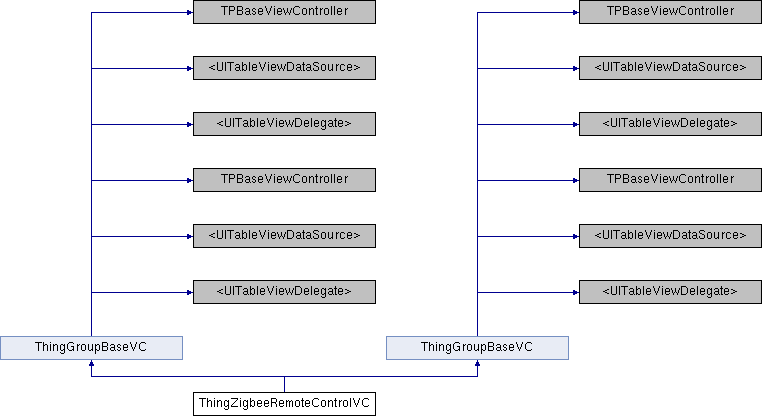 TPBaseViewController
TPBaseViewController
<UITableViewDataSource>
<UITableViewDataSource>
<UITableViewDelegate>
<UITableViewDelegate>
TPBaseViewController
TPBaseViewController
<UITableViewDataSource>
<UITableViewDataSource>
<UITableViewDelegate>
<UITableViewDelegate>
ThingGroupBaseVC
ThingGroupBaseVC
ThingZigbeeRemoteControlVC